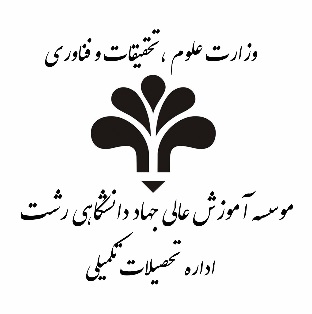 وزارت علوم ، تحقیقات و فناوری
موسسه آموزش عالی جهاد دانشگاهی رشت
اداره تحصیلات تکمیلی